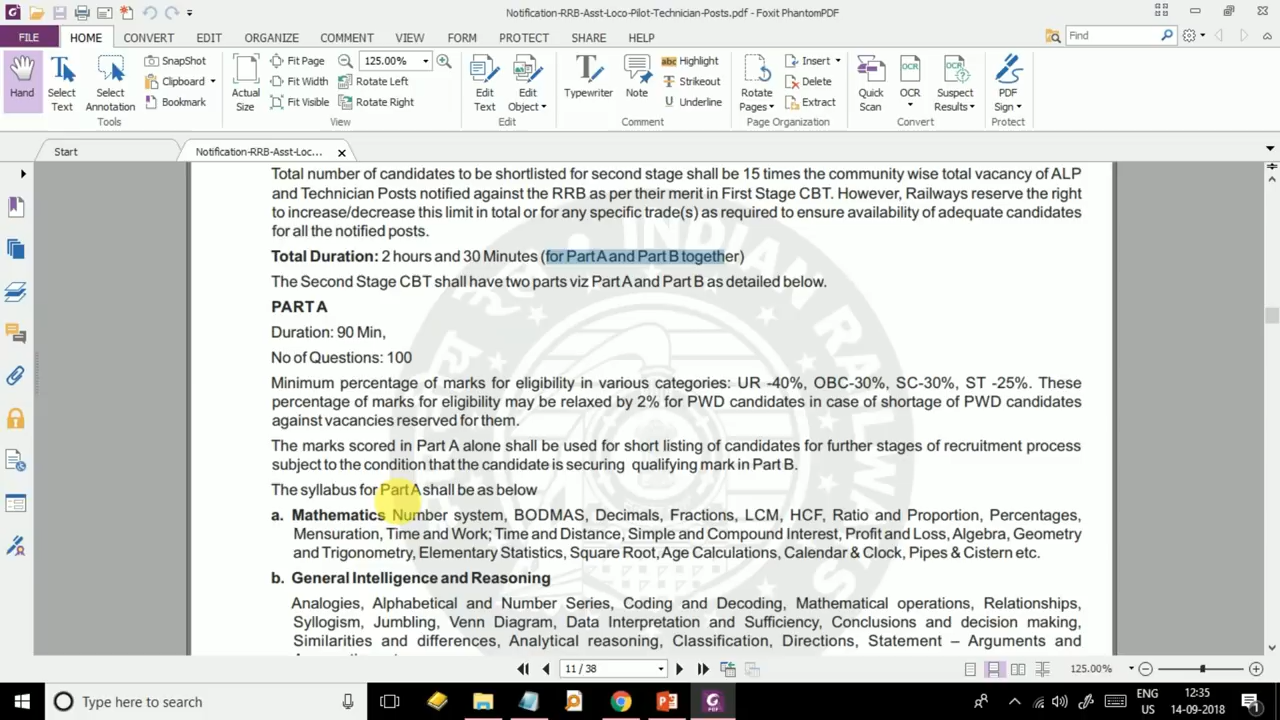 Notification-RRB-Asst-Loco-Pilot-Technician-Posts.pdf - Foxit PhantomPDF
FILE HOME CONVERT EDIT ORGANIZE COMMENT VIEW FORM PROTECT SHARE HELP Find
Hand
Select Text
Select Annotation
SnapShot
Clipboard
Bookmark
Tools
Actual Size
Fit Page
Fit Width
Fit Visible
125.00%
Rotate Left
Rotate Right
View
Edit Text
Edit Object
Edit
Typewriter
Note
abc Highlight
Strikeout
Underline
Comment
Rotate Pages
Insert
Delete
Extract
Page Organization
Quick Scan
OCR
OCR
OCR
Suspect Results
Convert
PDF Sign
Protect
Start Notification-RRB-Asst-Loc...
Total number of candidates to be shortlisted for second stage shall be 15 times the community wise total vacancy of ALP
and Technician Posts notified against the RRB as per their merit in First Stage CBT. However, Railways reserve the right
to increase/decrease this limit in total or for any specific trade(s) as required to ensure availability of adequate candidates
for all the notified posts.
Total Duration: 2 hours and 30 Minutes (for Part A and Part B together)
The Second Stage CBT shall have two parts viz Part A and Part B as detailed below.
PART A
Duration: 90 Min,
No of Questions: 100
Minimum percentage of marks for eligibility in various categories: UR -40%, OBC-30%, SC-30%, ST -25%. These
percentage of marks for eligibility may be relaxed by 2% for PWD candidates in case of shortage of PWD candidates
against vacancies reserved for them.
The marks scored in Part A alone shall be used for short listing of candidates for further stages of recruitment process
subject to the condition that the candidate is securing qualifying mark in Part B.
The syllabus for Part A shall be as below
a. Mathematics Number system, BODMAS, Decimals, Fractions, LCM, HCF, Ratio and Proportion, Percentages,
Mensuration, Time and Work; Time and Distance, Simple and Compound Interest, Profit and Loss, Algebra, Geometry
and Trigonometry, Elementary Statistics, Square Root, Age Calculations, Calendar & Clock, Pipes & Cistern etc.
b. General Intelligence and Reasoning
Analogies, Alphabetical and Number Series, Coding and Decoding, Mathematical operations, Relationships,
Syllogism, Jumbling, Venn Diagram, Data Interpretation and Sufficiency, Conclusions and decision making,
Similarities and differences, Analytical reasoning, Classification, Directions, Statement – Arguments and
INDIAN RAILWAYS
11 / 38
125.00%
Type here to search
ENG
US
12:35
14-09-2018